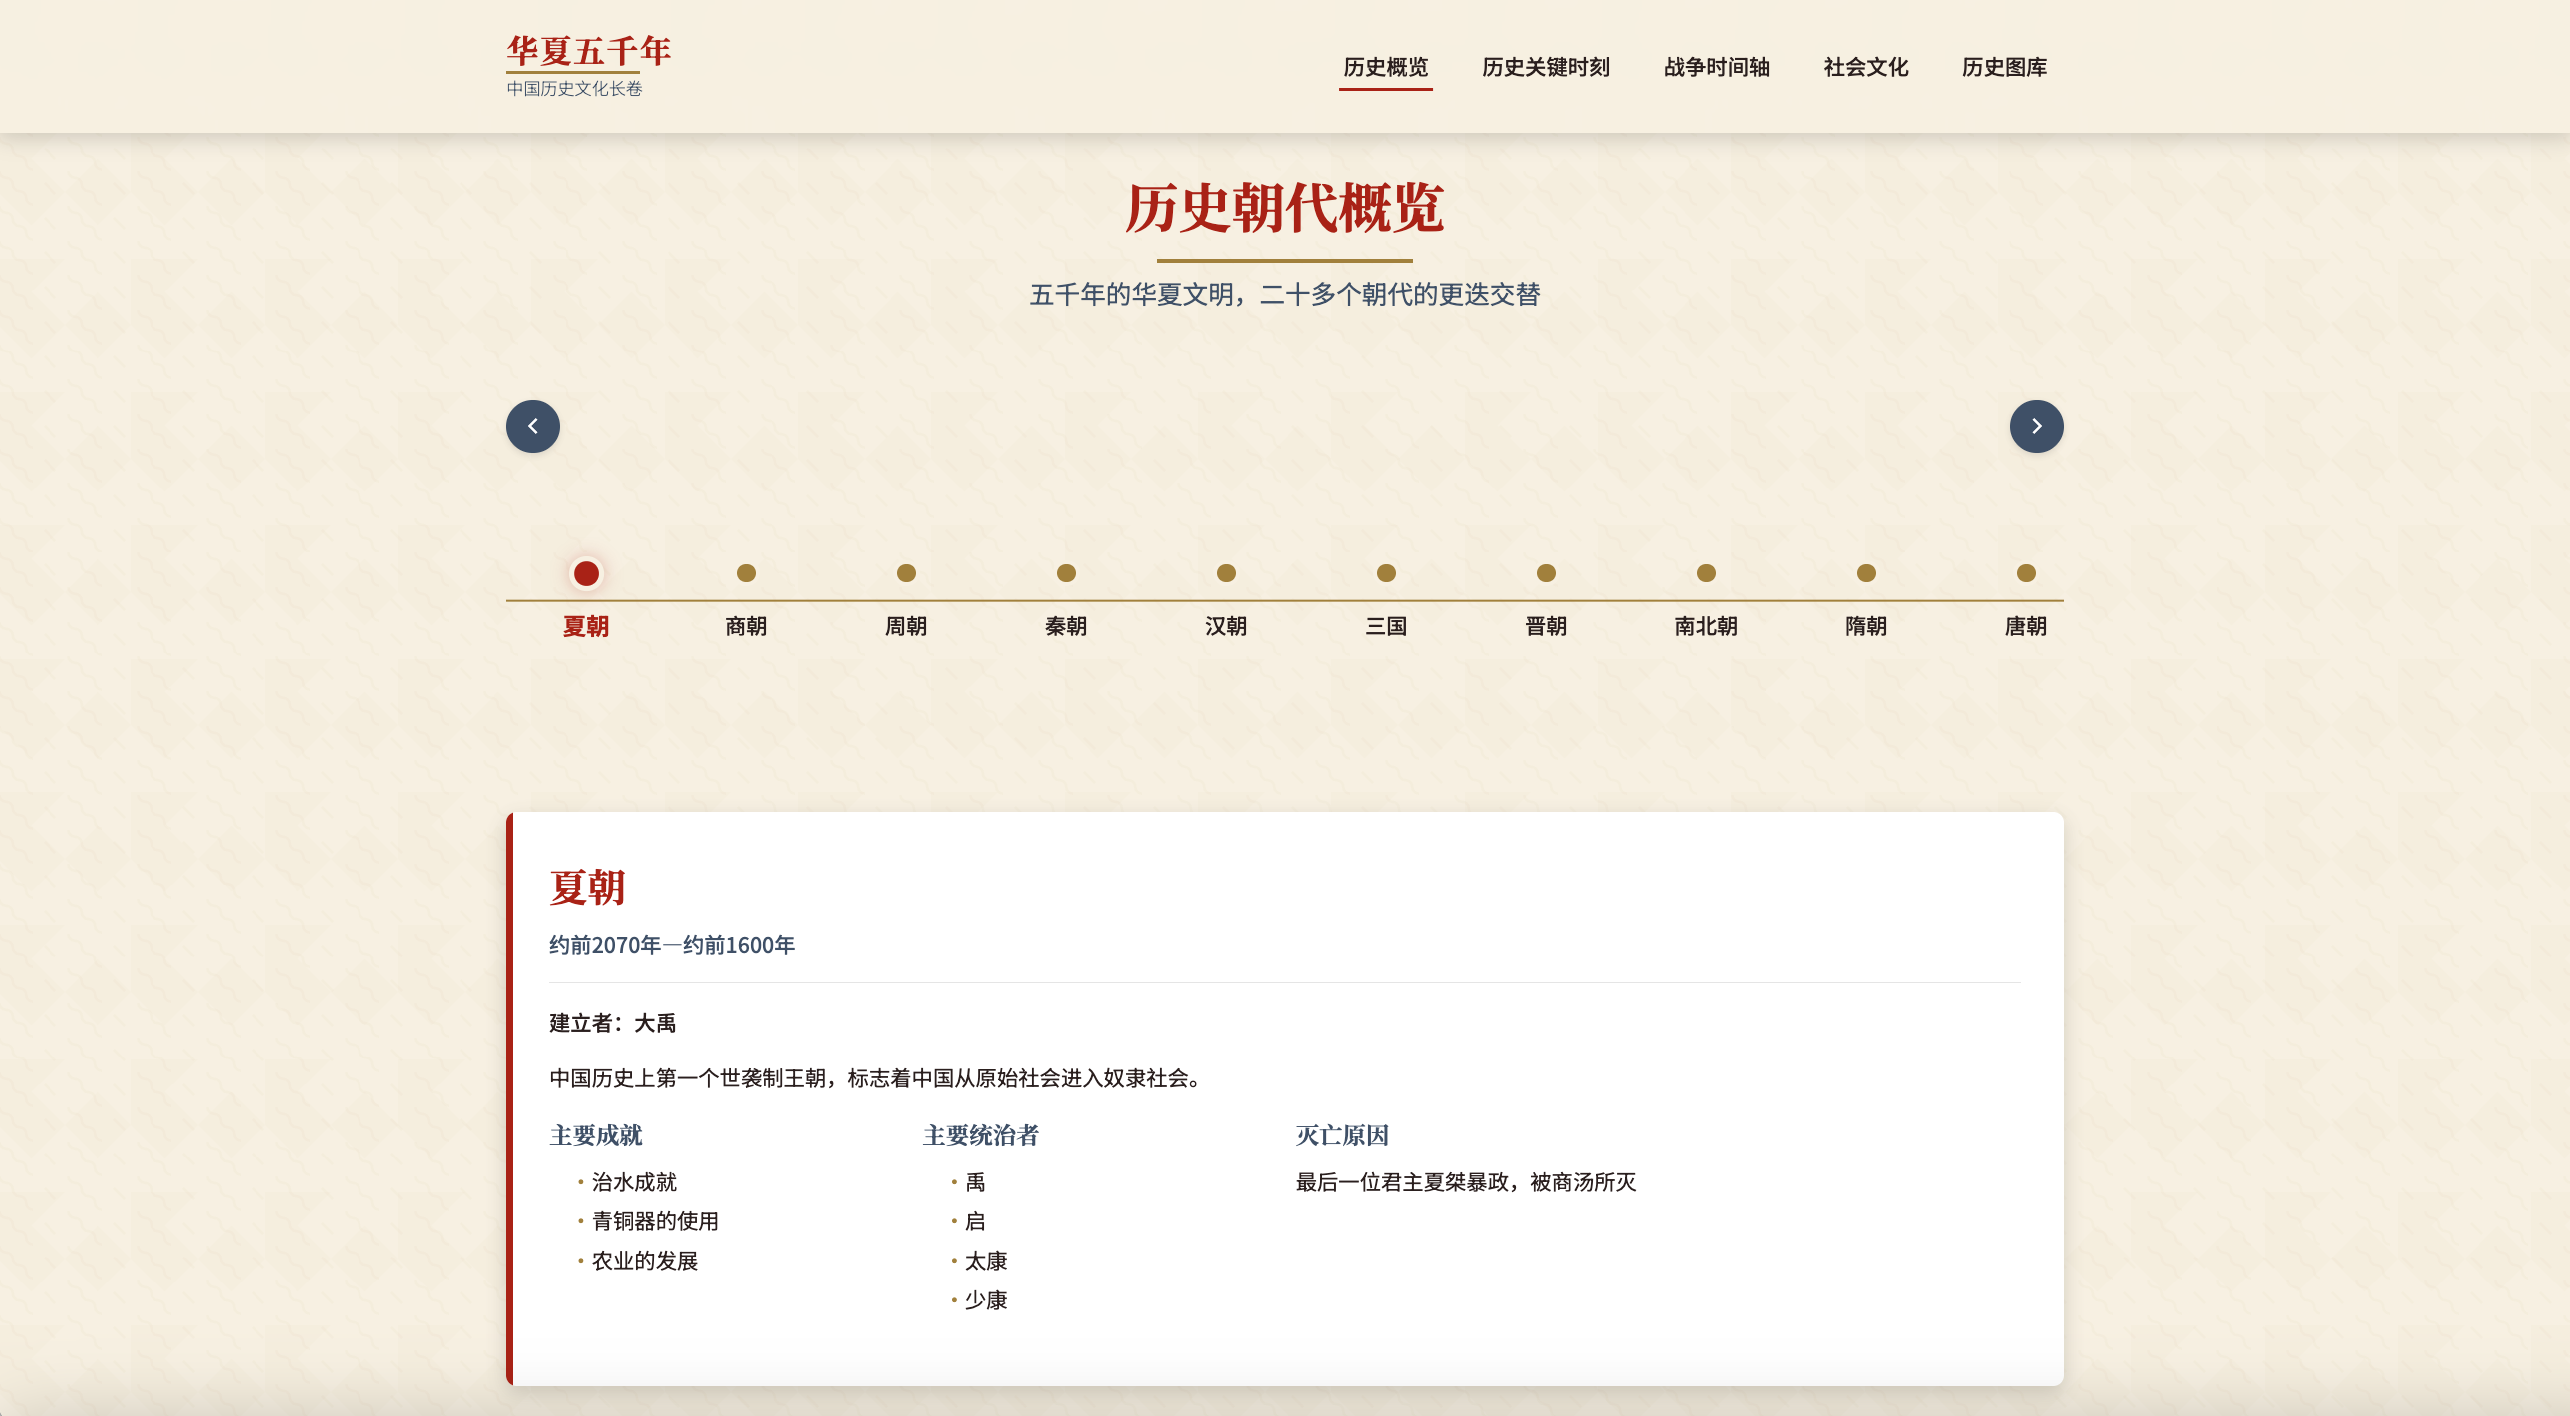 华夏五千年
中国历史文化长卷
历史概览 历史关键时刻 战争时间轴 社会文化 历史图库
历史朝代概览
五千年的华夏文明，二十多个朝代的更迭交替
夏朝 商朝 周朝 秦朝 汉朝 三国 晋朝 南北朝 隋朝 唐朝
夏朝
约前2070年—约前1600年
建立者：大禹
中国历史上第一个世袭制王朝，标志着中国从原始社会进入奴隶社会。
主要成就
• 治水成就
• 青铜器的使用
• 农业的发展
主要统治者
• 禹
• 启
• 太康
• 少康
灭亡原因
最后一位君主夏桀暴政，被商汤所灭